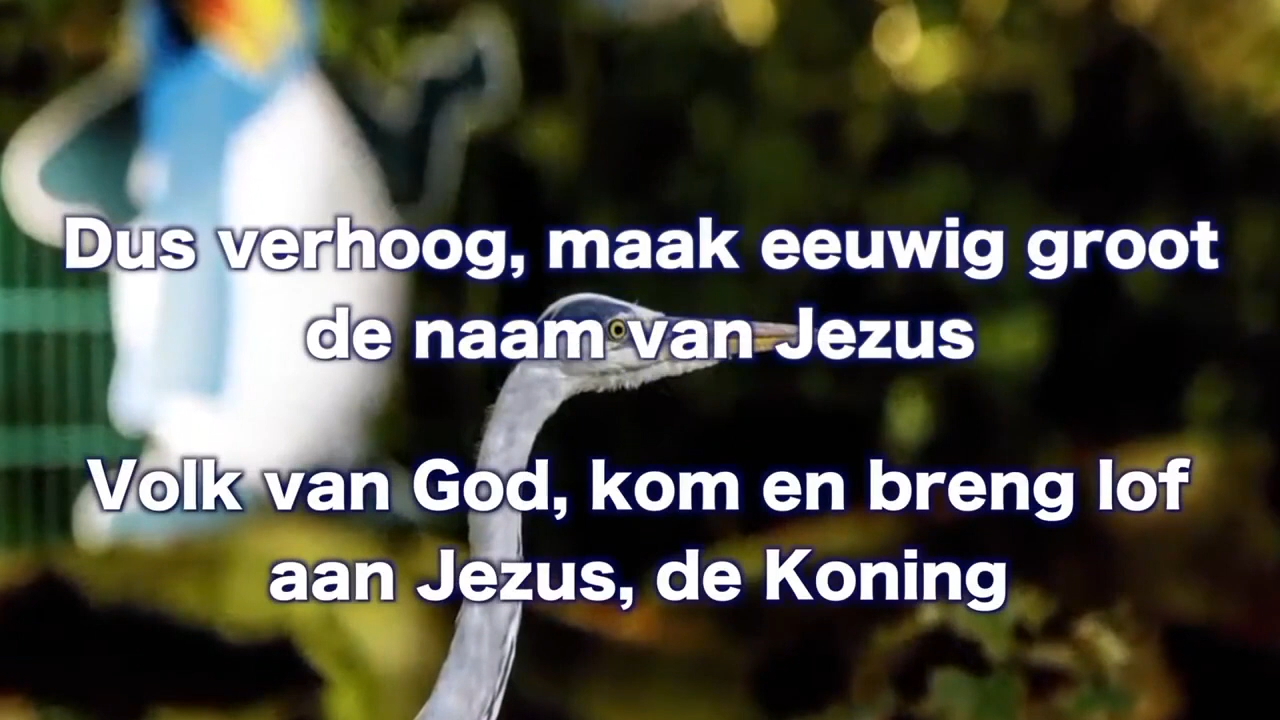 Dus verhoog, maak eeuwig groot
de naam van Jezus
Volk van God, kom en breng lof
aan Jezus, de Koning